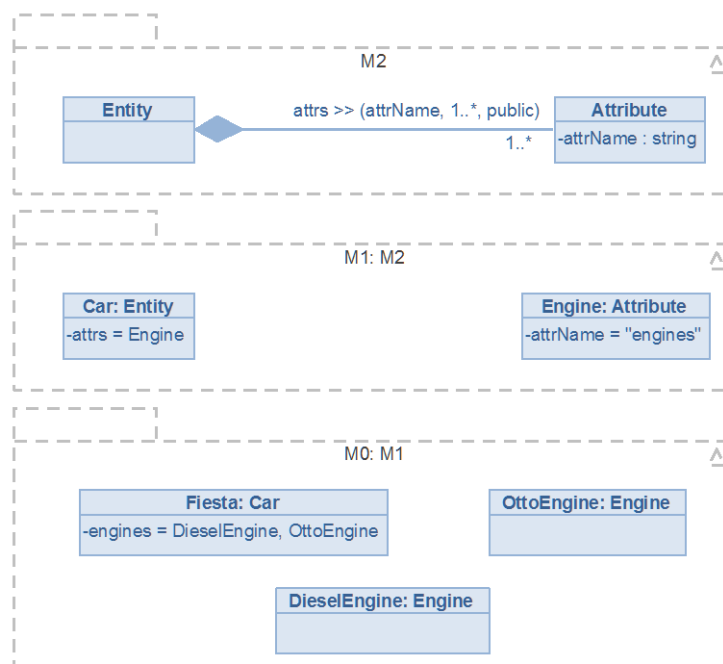 M2
Entity
attrs >> (attrName, 1..*, public)
1..*
Attribute
-attrName : string
M1: M2
Car: Entity
-attrs = Engine
Engine: Attribute
-attrName = "engines"
M0: M1
Fiesta: Car
-engines = DieselEngine, OttoEngine
OttoEngine: Engine
DieselEngine: Engine